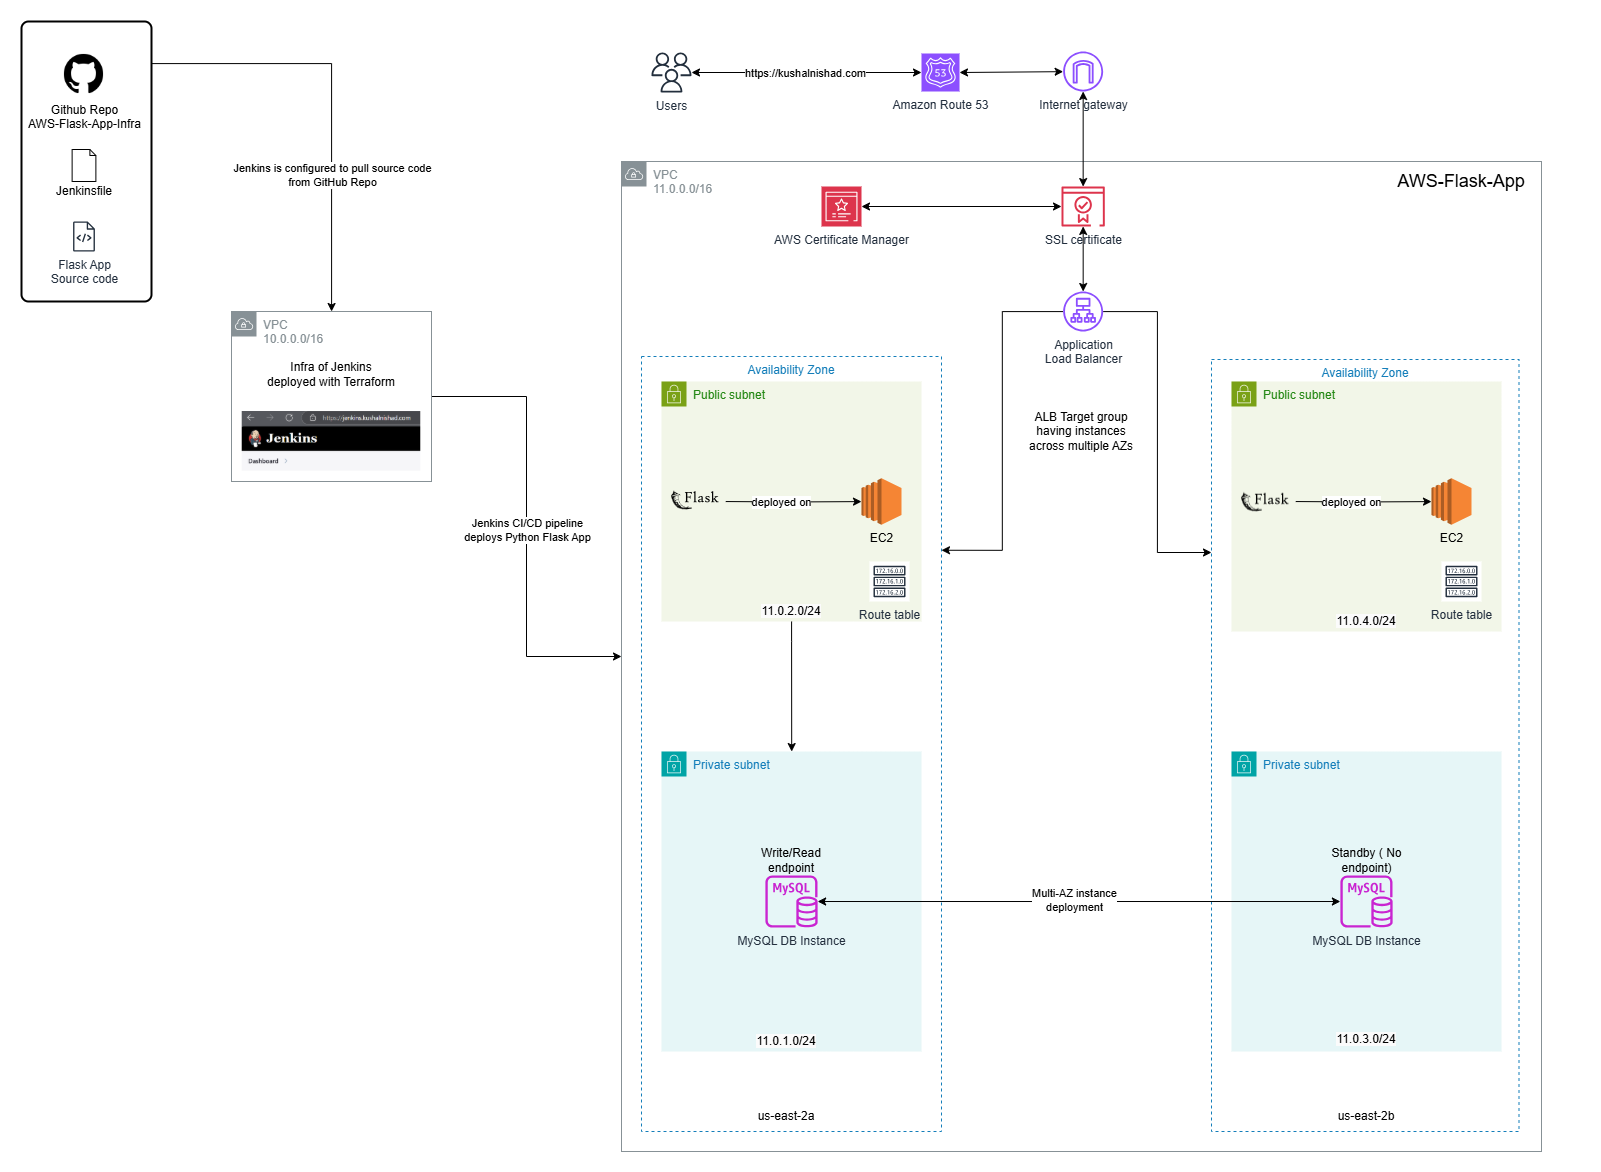 Github Repo
AWS-Flask-App-Infra
Jenkinsfile
Flask App
Source code
Jenkins is configured to pull source code
from GitHub Repo
VPC
10.0.0.0/16
Infra of Jenkins
deployed with Terraform
https://jenkins.kushalnishad.com
Jenkins
Dashboard
Jenkins CI/CD pipeline
deploys Python Flask App
Users
https://kushalnishad.com
53
Amazon Route 53
Internet gateway
VPC
11.0.0.0/16
AWS-Flask-App
AWS Certificate Manager
SSL certificate
Application
Load Balancer
ALB Target group
having instances
across multiple AZs
Availability Zone
Public subnet
Flask
deployed on
EC2
172.16.0.0
172.16.1.0
172.16.2.0
Route table
11.0.2.0/24
Private subnet
Write/Read
endpoint
MySQL
MySQL DB Instance
11.0.1.0/24
us-east-2a
Multi-AZ instance
deployment
Availability Zone
Public subnet
Flask
deployed on
EC2
172.16.0.0
172.16.1.0
172.16.2.0
Route table
11.0.4.0/24
Private subnet
Standby ( No
endpoint)
MySQL
MySQL DB Instance
11.0.3.0/24
us-east-2b